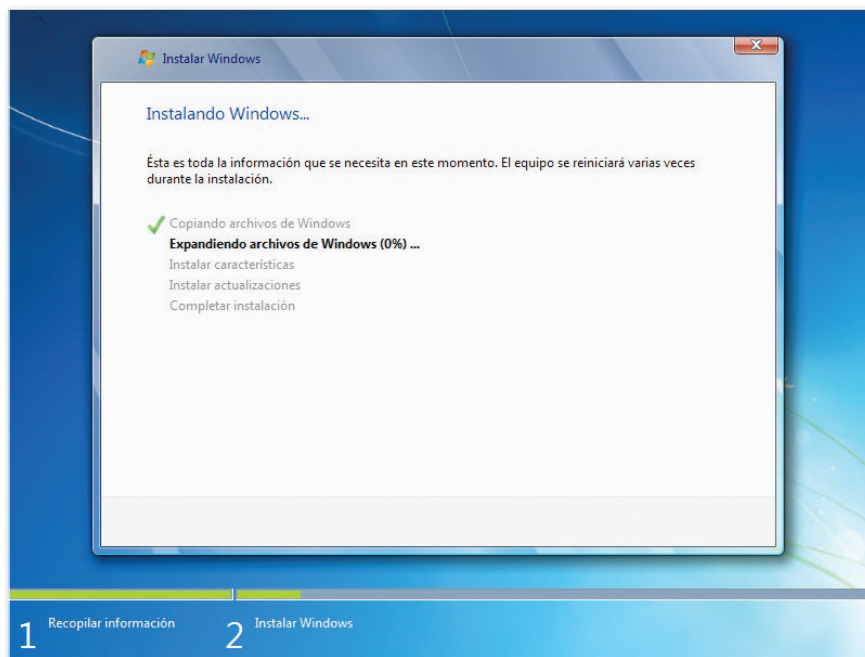 Instalar Windows
Instalando Windows...
Ésta es toda la información que se necesita en este momento. El equipo se reiniciará varias veces
durante la instalación.
Copiando archivos de Windows
Expandiendo archivos de Windows (0%) ...
Instalar características
Instalar actualizaciones
Completar instalación
1 Recopilar información 2 Instalar Windows